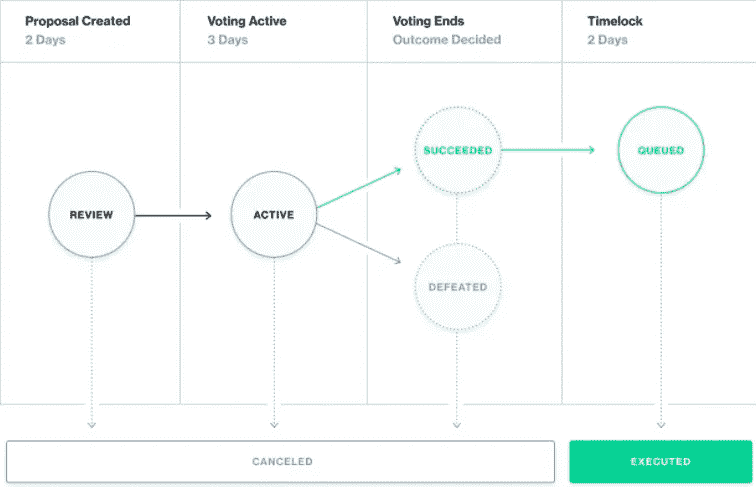 Proposal Created
2 Days
Voting Active
3 Days
Voting Ends
Outcome Decided
Timelock
2 Days
SUCCEEDED
QUEUED
REVIEW
ACTIVE
DEFEATED
CANCELED
EXECUTED